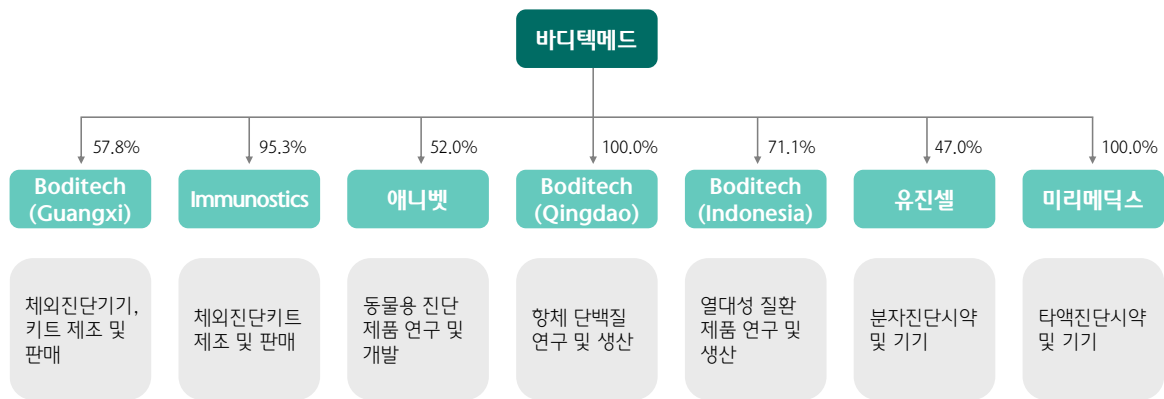 바디텍메드
57.8%
95.3%
52.0%
100.0%
71.1%
47.0%
100.0%
Boditech
(Guangxi)
Immunostics
애니벳
Boditech
(Qingdao)
Boditech
(Indonesia)
유진셀
미리메딕스
체외진단기기,
키트 제조 및
판매
체외진단키트
제조 및 판매
동물용 진단
제품 연구 및
개발
항체 단백질
연구 및 생산
열대성 질환
제품 연구 및
생산
분자진단시약
및 기기
타액진단시약
및 기기